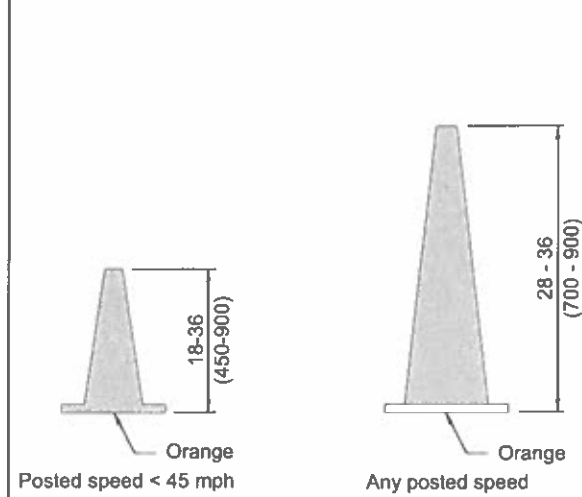 18-36
(450-900)
Orange
Posted speed < 45 mph
28 - 36
(700 - 900)
Orange
Any posted speed